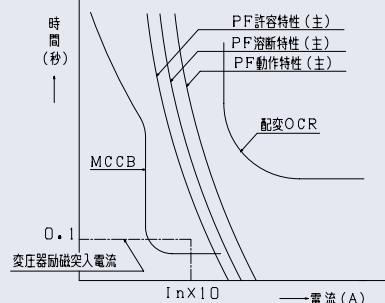 時
間
(秒)
PF許容特性(主)
PF溶断特性(主)
PF動作特性(主)
配変OCR
MCCB
0.1
変圧器励磁突入電流
In×10
電流(A)